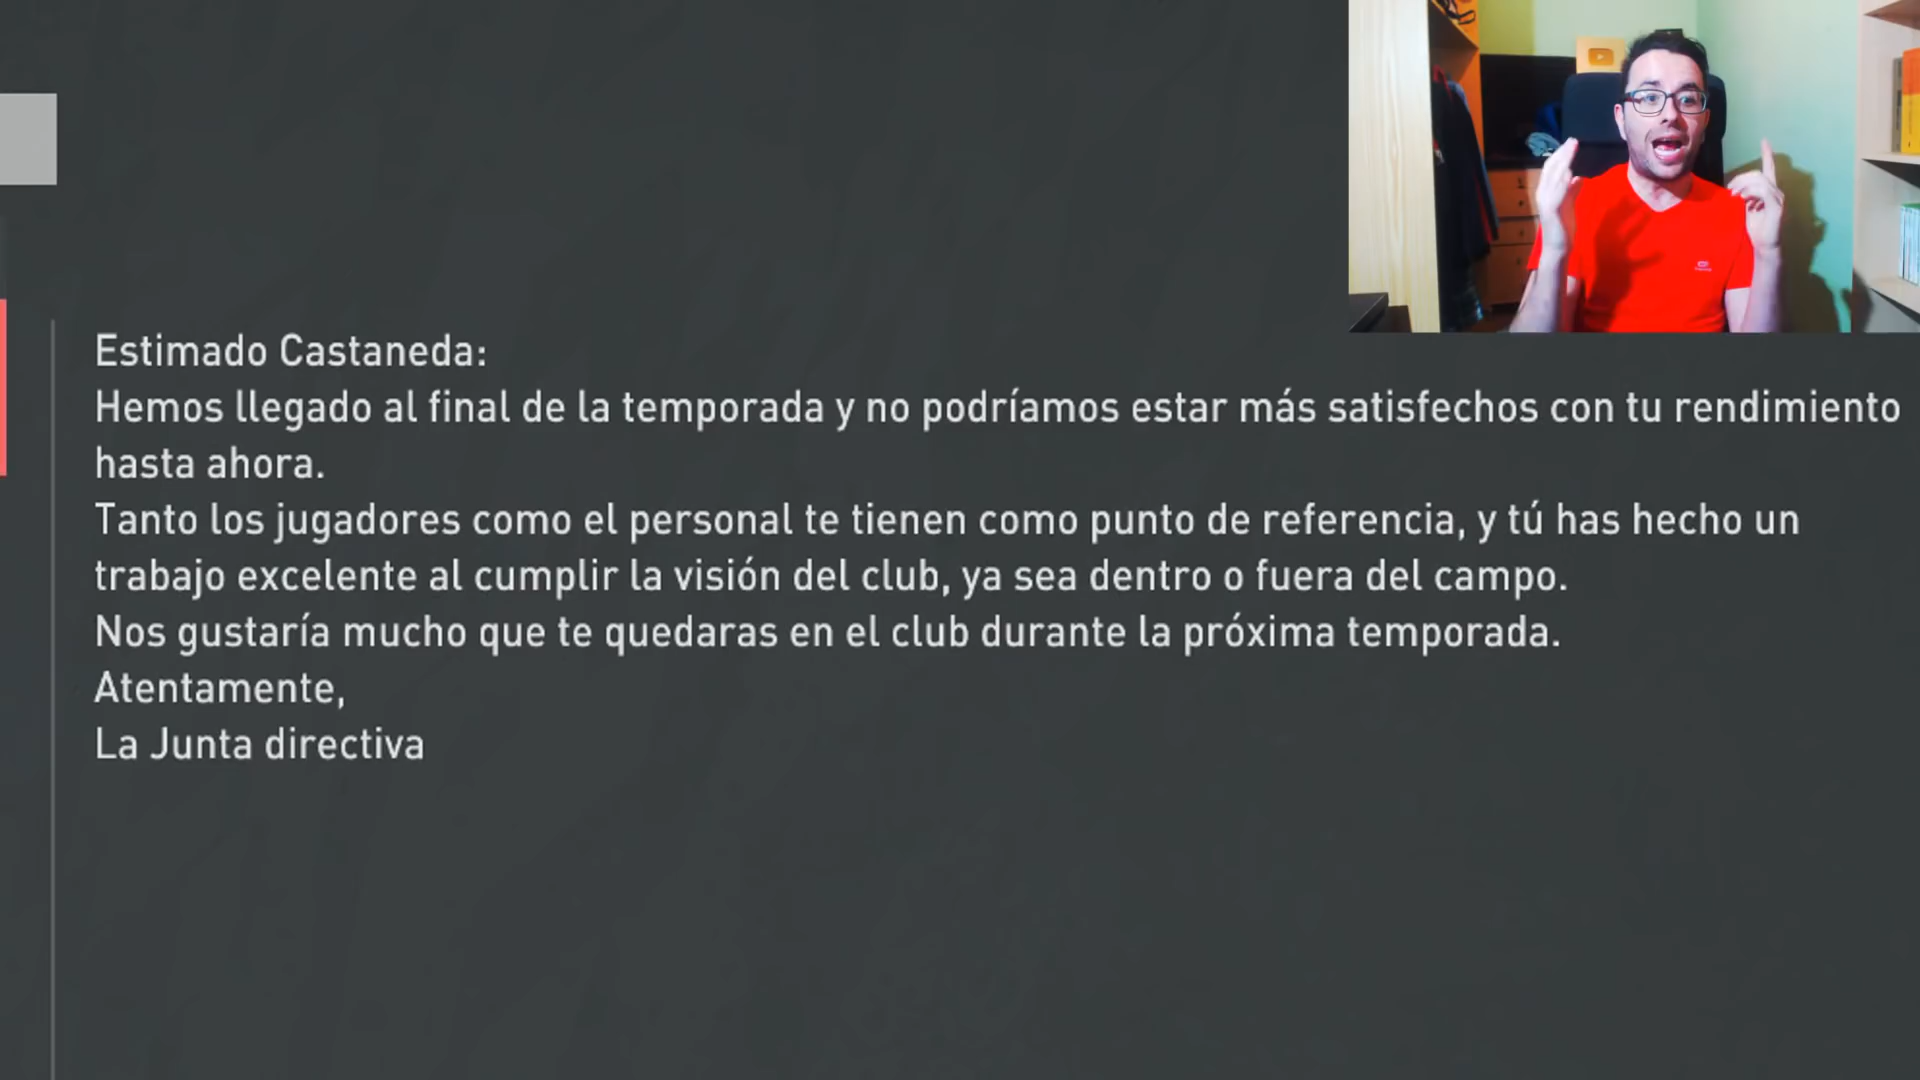 Estimado Castaneda:
Hemos llegado al final de la temporada y no podríamos estar más satisfechos con tu rendimiento
hasta ahora.
Tanto los jugadores como el personal te tienen como punto de referencia, y tú has hecho un
trabajo excelente al cumplir la visión del club, ya sea dentro o fuera del campo.
Nos gustaría mucho que te quedaras en el club durante la próxima temporada.
Atentamente,
La Junta directiva